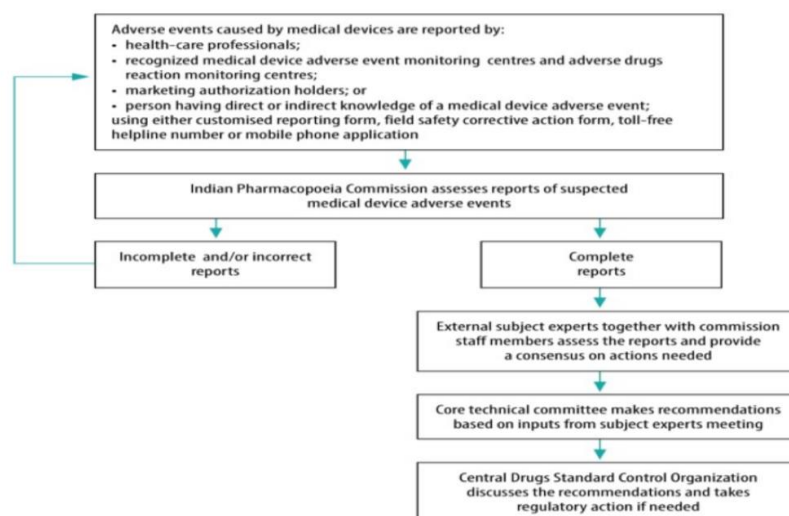 Adverse events caused by medical devices are reported by:
• health-care professionals;
• recognized medical device adverse event monitoring centres and adverse drugs
reaction monitoring centres;
• marketing authorization holders; or
• person having direct or indirect knowledge of a medical device adverse event;
using either customised reporting form, field safety corrective action form, toll-free
helpline number or mobile phone application
Indian Pharmacopoeia Commission assesses reports of suspected
medical device adverse events
Incomplete and/or incorrect
reports
Complete
reports
External subject experts together with commission
staff members assess the reports and provide
a consensus on actions needed
Core technical committee makes recommendations
based on inputs from subject experts meeting
Central Drugs Standard Control Organization
discusses the recommendations and takes
regulatory action if needed